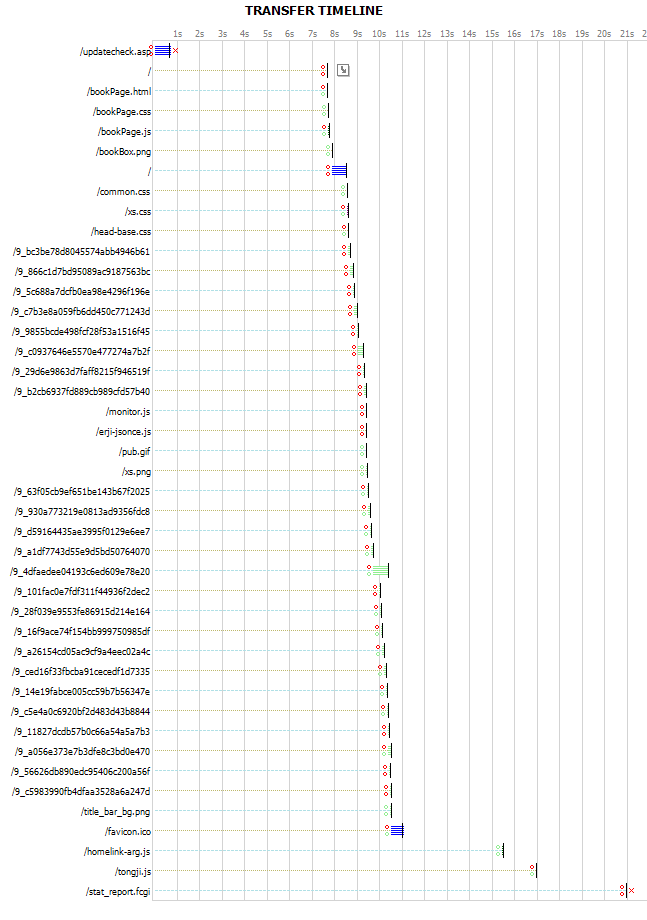 TRANSFER TIMELINE
1s 2s 3s 4s 5s 6s 7s 8s 9s 10s 11s 12s 13s 14s 15s 16s 17s 18s 19s 20s 21s 2
/updatecheck.asp
/
/bookPage.html
/bookPage.css
/bookPage.js
/bookBox.png
/
/common.css
/xs.css
/head-base.css
/9_bc3be78d8045574abb4946b61
/9_866c1d7bd95089ac9187563bc
/9_5c688a7dcfb0ea98e4296f196e
/9_c7b3e8a059fb6dd450c771243d
/9_9855bcde498fcf28f53a1516f45
/9_c0937646e5570e477274a7b2f
/9_29d6e9863d7faff8215f946519f
/9_b2cb6937fd889cb989cfd57b40
/monitor.js
/erji-jsonce.js
/pub.gif
/xs.png
/9_63f05cb9ef651be143b67f2025
/9_930a773219e0813ad9356fdc8
/9_d59164435ae3995f0129e6ee7
/9_a1df7743d55e9d5bd50764070
/9_4dfaedee04193c6ed609e78e20
/9_101fac0e7fdf311f44936f2dec2
/9_28f039e9553fe86915d214e164
/9_16f9ace74f154bb999750985df
/9_a26154cd05ac9cf9a4eec02a4c
/9_ced16f33fbcba91cecedf1d7335
/9_14e19fabce005cc59b7b56347e
/9_c5e4a0c6920bf2d483d43b8844
/9_11827dcdb57b0c66a54a5a7b3
/9_a056e373e7b3dfe8c3bd0e470
/9_56626db890edc95406c200a56f
/9_c5983990fb4dfaa3528a6a247d
/title_bar_bg.png
/favicon.ico
/homelink-arg.js
/tongji.js
/stat_report.fcgi